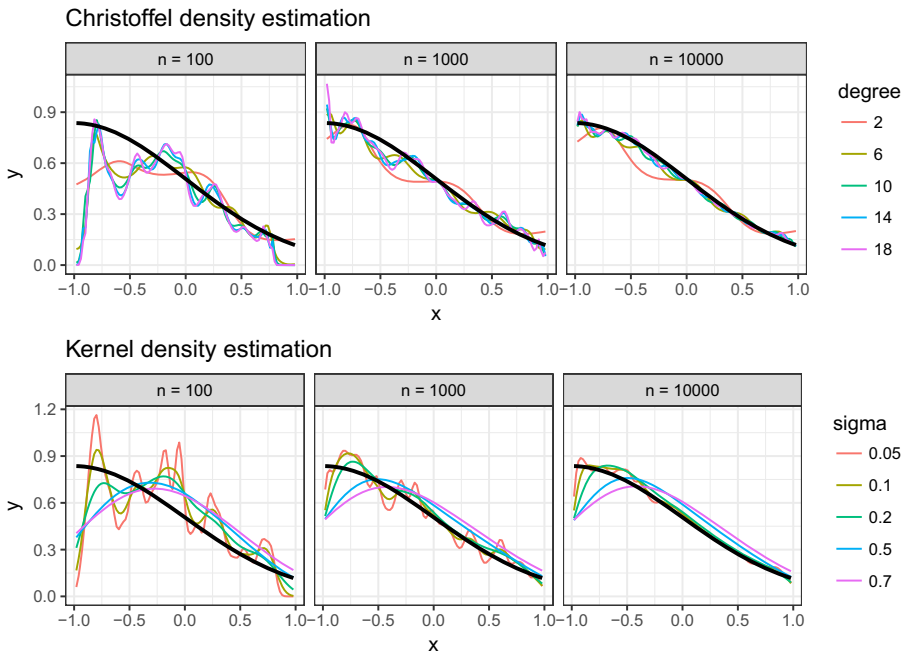 Christoffel density estimation
n = 100 n = 1000 n = 10000
y
0.9
0.6
0.3
0.0
−1.0 −0.5 0.0 0.5 1.0 −1.0 −0.5 0.0 0.5 1.0 −1.0 −0.5 0.0 0.5 1.0
x
degree
2
6
10
14
18
Kernel density estimation
n = 100 n = 1000 n = 10000
y
1.2
0.9
0.6
0.3
0.0
−1.0 −0.5 0.0 0.5 1.0 −1.0 −0.5 0.0 0.5 1.0 −1.0 −0.5 0.0 0.5 1.0
x
sigma
0.05
0.1
0.2
0.5
0.7